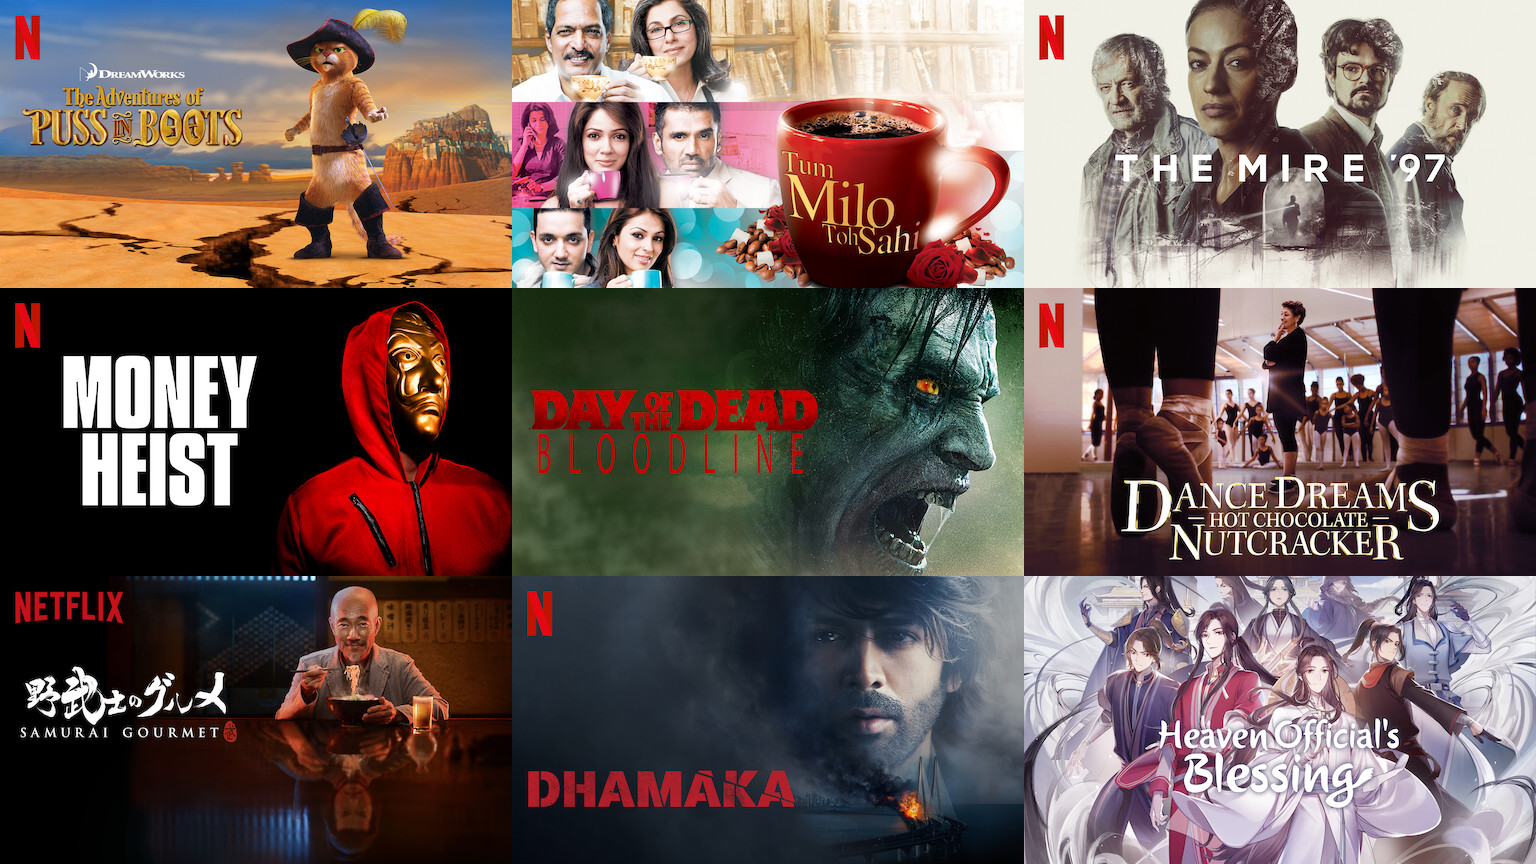 N
DREAMWORKS
The Adventures of
PUSS IN BOOTS
Tum
Milo
Toh Sahi
N
THE MIRE '97
N
MONEY
HEIST
DAY OF THE DEAD
BLOODLINE
N
DANCE DREAMS
HOT CHOCOLATE
NUTCRACKER
NETFLIX
野武士のグルメ
SAMURAI GOURMET
N
DHAMAKA
Heaven Official's
Blessing